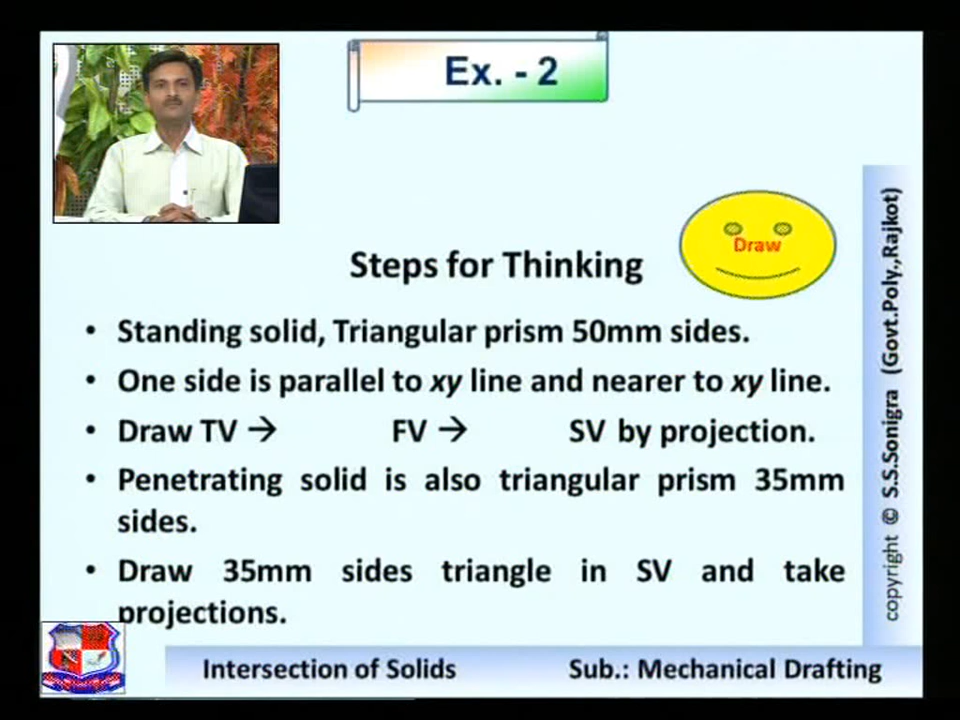 Ex. - 2
Draw
Steps for Thinking
• Standing solid, Triangular prism 50mm sides.
• One side is parallel to xy line and nearer to xy line.
• Draw TV → FV → SV by projection.
• Penetrating solid is also triangular prism 35mm
sides.
• Draw 35mm sides triangle in SV and take
projections.
copyright © S.S.Sonigra (Govt.Poly.,Rajkot)
Intersection of Solids Sub.: Mechanical Drafting